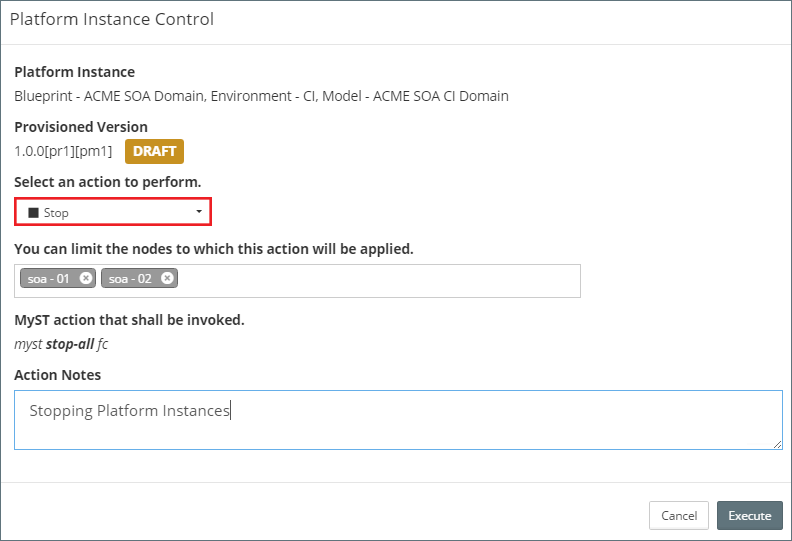 Platform Instance Control
Platform Instance
Blueprint - ACME SOA Domain, Environment - CI, Model - ACME SOA CI Domain
Provisioned Version
1.0.0[pr1][pm1] DRAFT
Select an action to perform.
Stop
You can limit the nodes to which this action will be applied.
soa - 01 soa - 02
MyST action that shall be invoked.
myst stop-all fc
Action Notes
Stopping Platform Instances
Cancel Execute